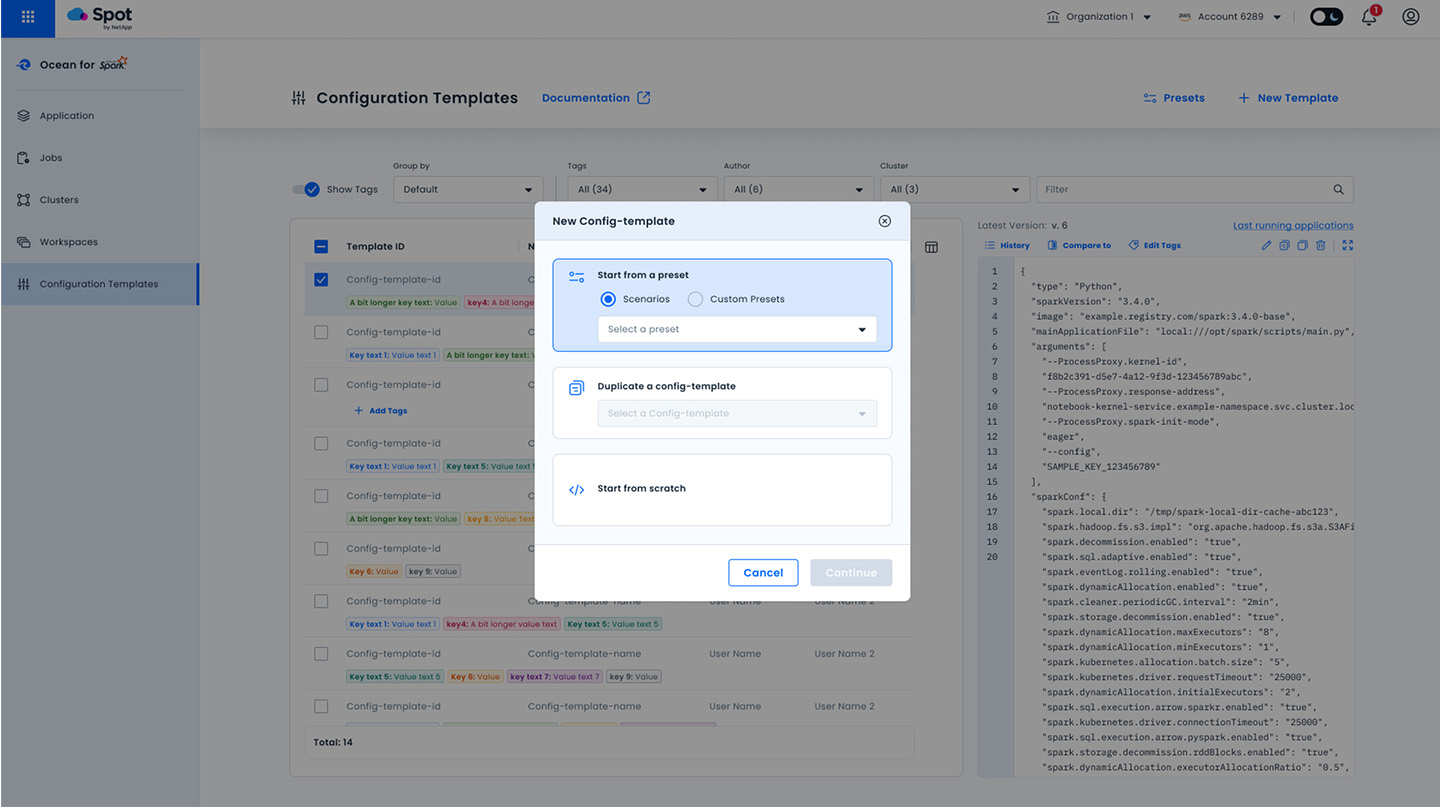 Spot
by NetApp
Organization 1
Account 6289
1
Ocean for Spark
Application
Jobs
Clusters
Workspaces
Configuration Templates
Configuration Templates
Documentation
Presets
New Template
Show Tags
Group by
Default
Tags
All (34)
Author
All (6)
Cluster
All (3)
Filter
Template ID
N
Config-template-id
C
A bit longer key text: Value
key4: A bit longe
Config-template-id
C
Key text 1: Value text 1
A bit longer key text:
Config-template-id
C
Add Tags
Config-template-id
C
Key text 1: Value text 1
Key text 5: Value text 5
Config-template-id
C
A bit longer key text: Value
key 8: Value Text
Config-template-id
C
Key 6: Value
key 9: Value
Config-template-id
Config-template-name
User Name
User Name 2
Key text 1: Value text 1
key4: A bit longer value text
Key text 5: Value text 5
Config-template-id
Config-template-name
User Name
User Name 2
Key text 5: Value text 5
Key 6: Value
key text 7: Value text 7
key 9: Value
Config-template-id
Config-template-name
User Name
User Name 2
Total: 14
New Config-template
Start from a preset
Scenarios
Custom Presets
Select a preset
Duplicate a config-template
Select a Config-template
</>
Start from scratch
Cancel
Continue
Latest Version: v. 6
Last running applications
History
Compare to
Edit Tags
1 {
2 "type": "Python",
3 "sparkVersion": "3.4.0",
4 "image": "example.registry.com/spark:3.4.0-base",
5 "mainApplicationFile": "local:///opt/spark/scripts/main.py",
6 "arguments": [
7 "--ProcessProxy.kernel-id",
8 "f8b2c391-d5e7-4a12-9f3d-123456789abc",
9 "--ProcessProxy.response-address",
10 "notebook-kernel-service.example-namespace.svc.cluster.loc
11 "--ProcessProxy.spark-init-mode",
12 "eager",
13 "--config",
14 "SAMPLE_KEY_123456789"
15 ],
16 "sparkConf": {
17 "spark.local.dir": "/tmp/spark-local-dir-cache-abc123",
18 "spark.hadoop.fs.s3.impl": "org.apache.hadoop.fs.s3a.S3AFi
19 "spark.decommission.enabled": "true",
20 "spark.sql.adaptive.enabled": "true",
"spark.eventLog.rolling.enabled": "true",
"spark.dynamicAllocation.enabled": "true",
"spark.cleaner.periodicGC.interval": "2min",
"spark.storage.decommission.enabled": "true",
"spark.dynamicAllocation.maxExecutors": "8",
"spark.dynamicAllocation.minExecutors": "1",
"spark.kubernetes.allocation.batch.size": "5",
"spark.kubernetes.driver.requestTimeout": "25000",
"spark.dynamicAllocation.initialExecutors": "2",
"spark.sql.execution.arrow.sparkr.enabled": "true",
"spark.kubernetes.driver.connectionTimeout": "25000",
"spark.sql.execution.arrow.pyspark.enabled": "true",
"spark.storage.decommission.rddBlocks.enabled": "true",
"spark.dynamicAllocation.executorAllocationRatio": "0.5",